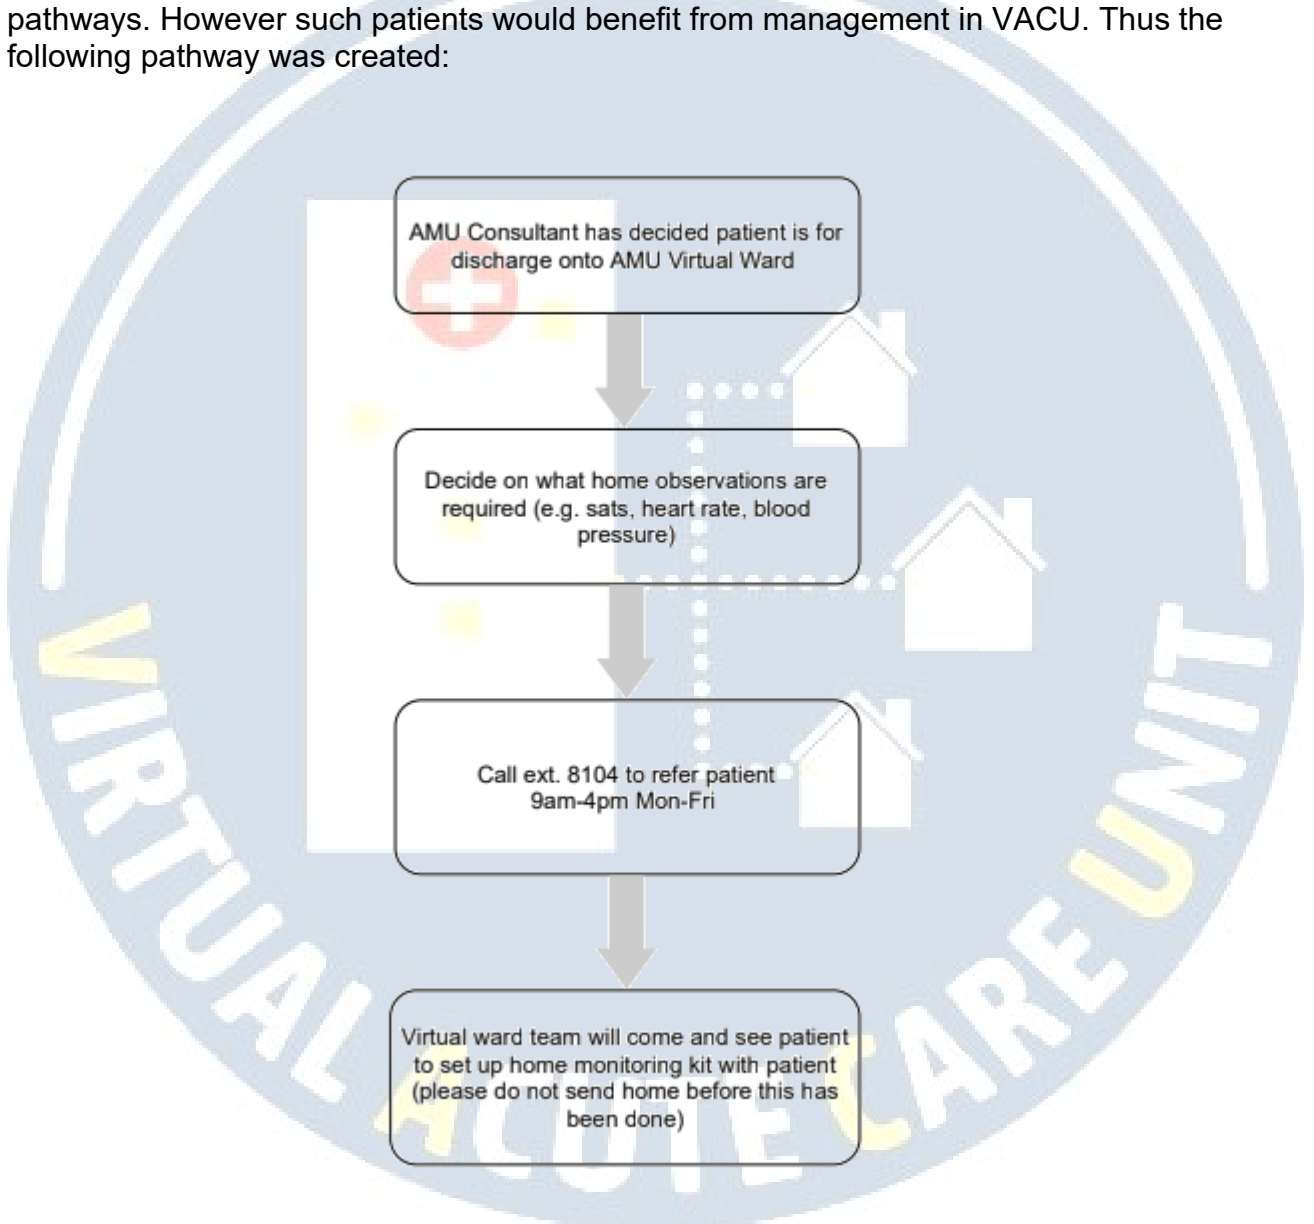 pathways. However such patients would benefit from management in VACU. Thus the
following pathway was created:
AMU Consultant has decided patient is for
discharge onto AMU Virtual Ward
Decide on what home observations are
required (e.g. sats, heart rate, blood
pressure)
Call ext. 8104 to refer patient
9am-4pm Mon-Fri
Virtual ward team will come and see patient
to set up home monitoring kit with patient
(please do not send home before this has
been done)
VIRTUAL ACUTE CARE UNIT